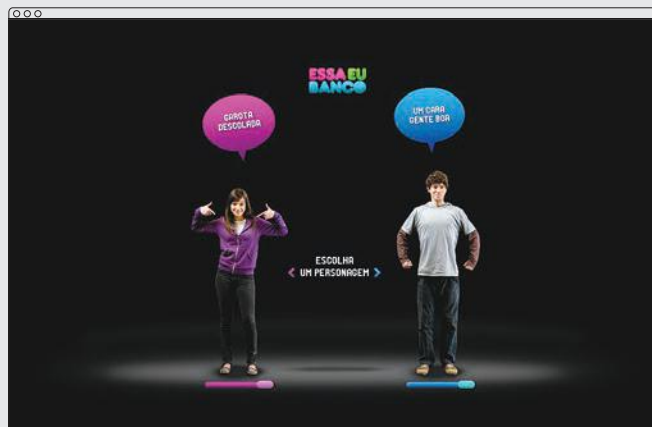 ESSA EU
BANCO
GAROTA
DESCOLADA
UM CARA
GENTE BOA
ESCOLHA
UM PERSONAGEM